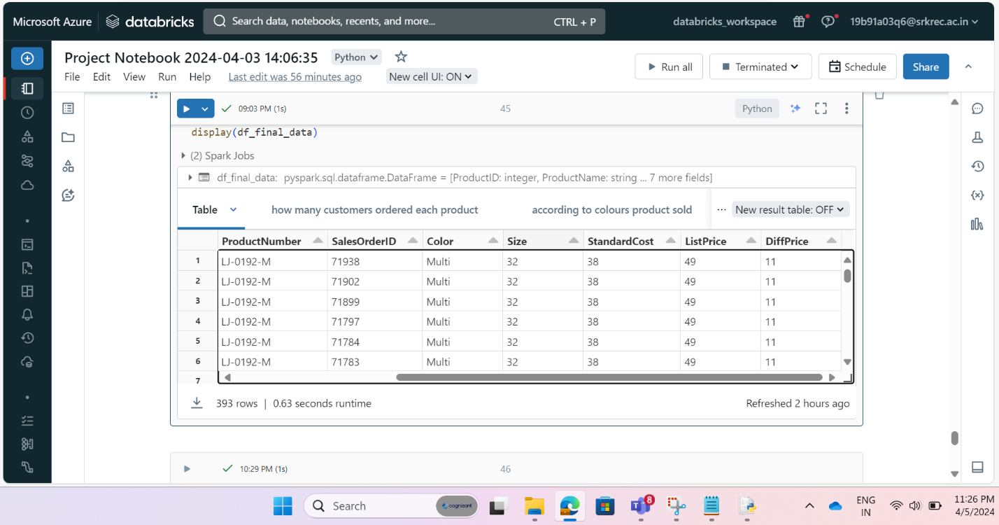 Microsoft Azure databricks Search data, notebooks, recents, and more... CTRL + P databricks_workspace 19b91a03q6@srkrec.ac.in
Project Notebook 2024-04-03 14:06:35 Python
File Edit View Run Help Last edit was 56 minutes ago New cell UI: ON
Run all Terminated Schedule Share
09:03 PM (1s) 45 Python
display(df_final_data)
(2) Spark Jobs
df_final_data: pyspark.sql.dataframe.DataFrame = [ProductID: integer, ProductName: string ... 7 more fields]
Table how many customers ordered each product according to colours product sold ... New result table: OFF
ProductNumber SalesOrderID Color Size StandardCost ListPrice DiffPrice
1 LJ-0192-M 71938 Multi 32 38 49 11
2 LJ-0192-M 71902 Multi 32 38 49 11
3 LJ-0192-M 71899 Multi 32 38 49 11
4 LJ-0192-M 71797 Multi 32 38 49 11
5 LJ-0192-M 71784 Multi 32 38 49 11
6 LJ-0192-M 71783 Multi 32 38 49 11
7
393 rows | 0.63 seconds runtime Refreshed 2 hours ago
10:29 PM (1s) 46
Search cognizant 8 ENG
IN
11:26 PM
4/5/2024